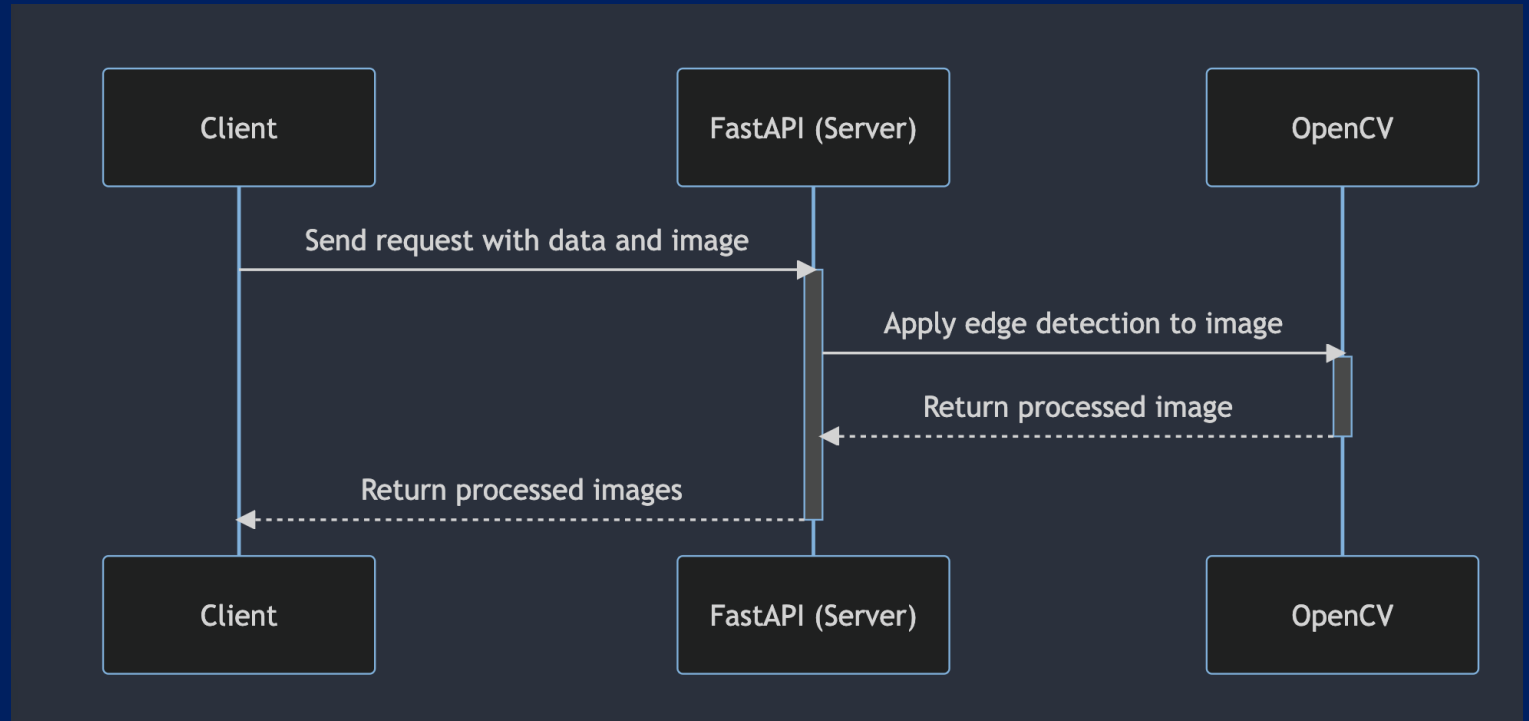 Client
FastAPI (Server)
OpenCV
Send request with data and image
Apply edge detection to image
Return processed image
Return processed images
Client
FastAPI (Server)
OpenCV